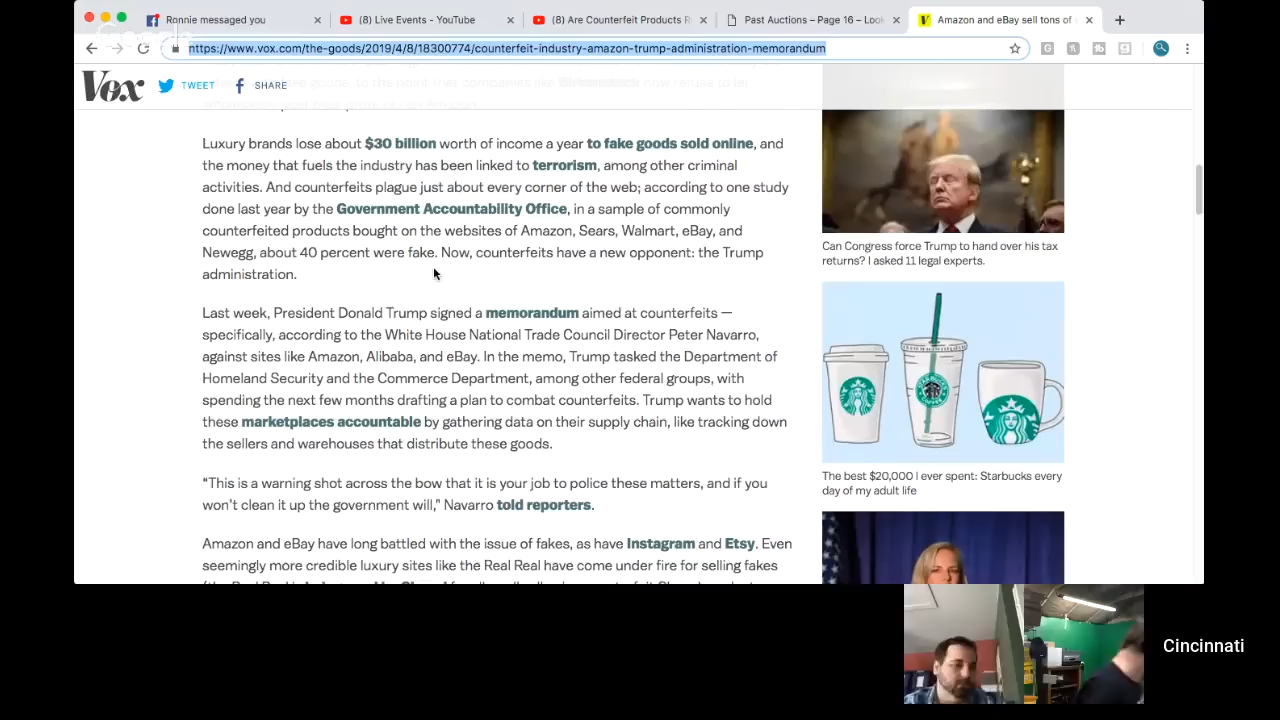 Ronnie messaged you
(8) Live Events - YouTube
(8) Are Counterfeit Products R
Past Auctions – Page 16 – Look
Amazon and eBay sell tons of
https://www.vox.com/the-goods/2019/4/8/18300774/counterfeit-industry-amazon-trump-administration-memorandum
Vox
TWEET
SHARE
Luxury brands lose about $30 billion worth of income a year to fake goods sold online, and
the money that fuels the industry has been linked to terrorism, among other criminal
activities. And counterfeits plague just about every corner of the web; according to one study
done last year by the Government Accountability Office, in a sample of commonly
counterfeited products bought on the websites of Amazon, Sears, Walmart, eBay, and
Newegg, about 40 percent were fake. Now, counterfeits have a new opponent: the Trump
administration.
Last week, President Donald Trump signed a memorandum aimed at counterfeits —
specifically, according to the White House National Trade Council Director Peter Navarro,
against sites like Amazon, Alibaba, and eBay. In the memo, Trump tasked the Department of
Homeland Security and the Commerce Department, among other federal groups, with
spending the next few months drafting a plan to combat counterfeits. Trump wants to hold
these marketplaces accountable by gathering data on their supply chain, like tracking down
the sellers and warehouses that distribute these goods.
“This is a warning shot across the bow that it is your job to police these matters, and if you
won’t clean it up the government will,” Navarro told reporters.
Amazon and eBay have long battled with the issue of fakes, as have Instagram and Etsy. Even
seemingly more credible luxury sites like the Real Real have come under fire for selling fakes
Can Congress force Trump to hand over his tax
returns? I asked 11 legal experts.
The best $20,000 I ever spent: Starbucks every
day of my adult life
Cincinnati